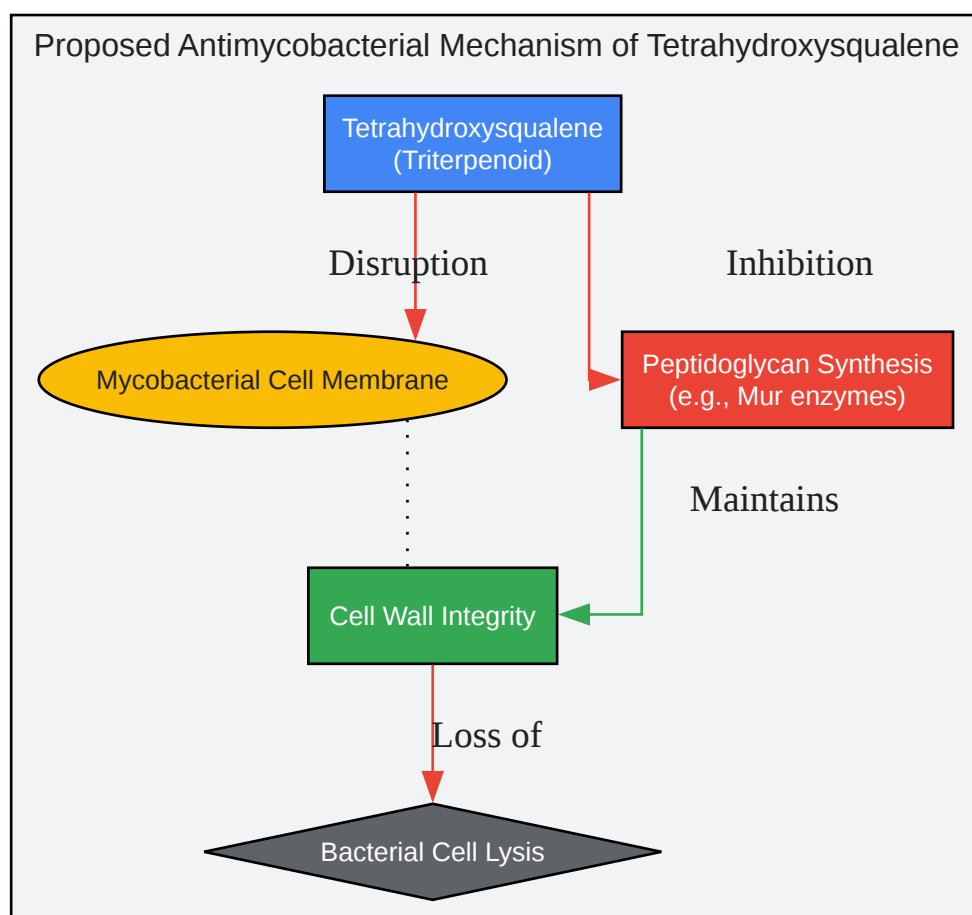 Proposed Antimycobacterial Mechanism of Tetrahydroxysqualene
Tetrahydroxysqualene
(Triterpenoid)
Disruption
Inhibition
Mycobacterial Cell Membrane
Peptidoglycan Synthesis
(e.g., Mur enzymes)
Maintains
Cell Wall Integrity
Loss of
Bacterial Cell Lysis